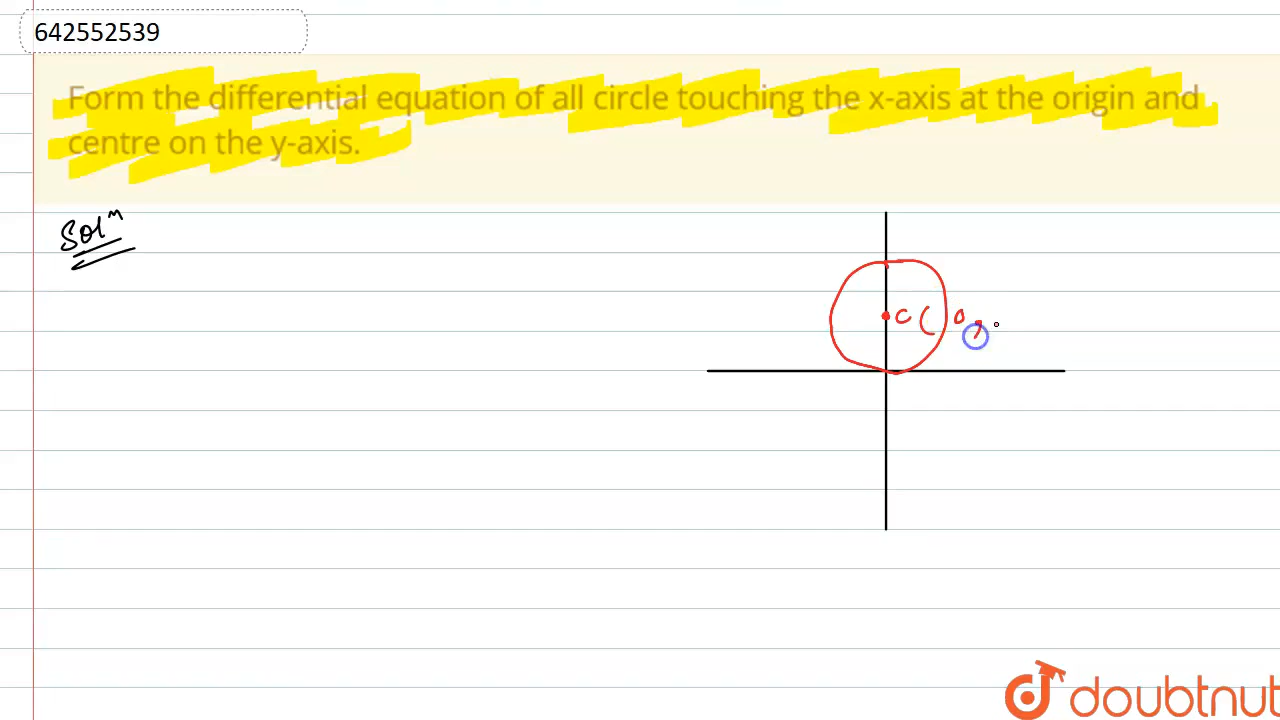 642552539
Form the differential equation of all circle touching the x-axis at the origin and
centre on the y-axis.
Solⁿ
C(0,
doubtnut